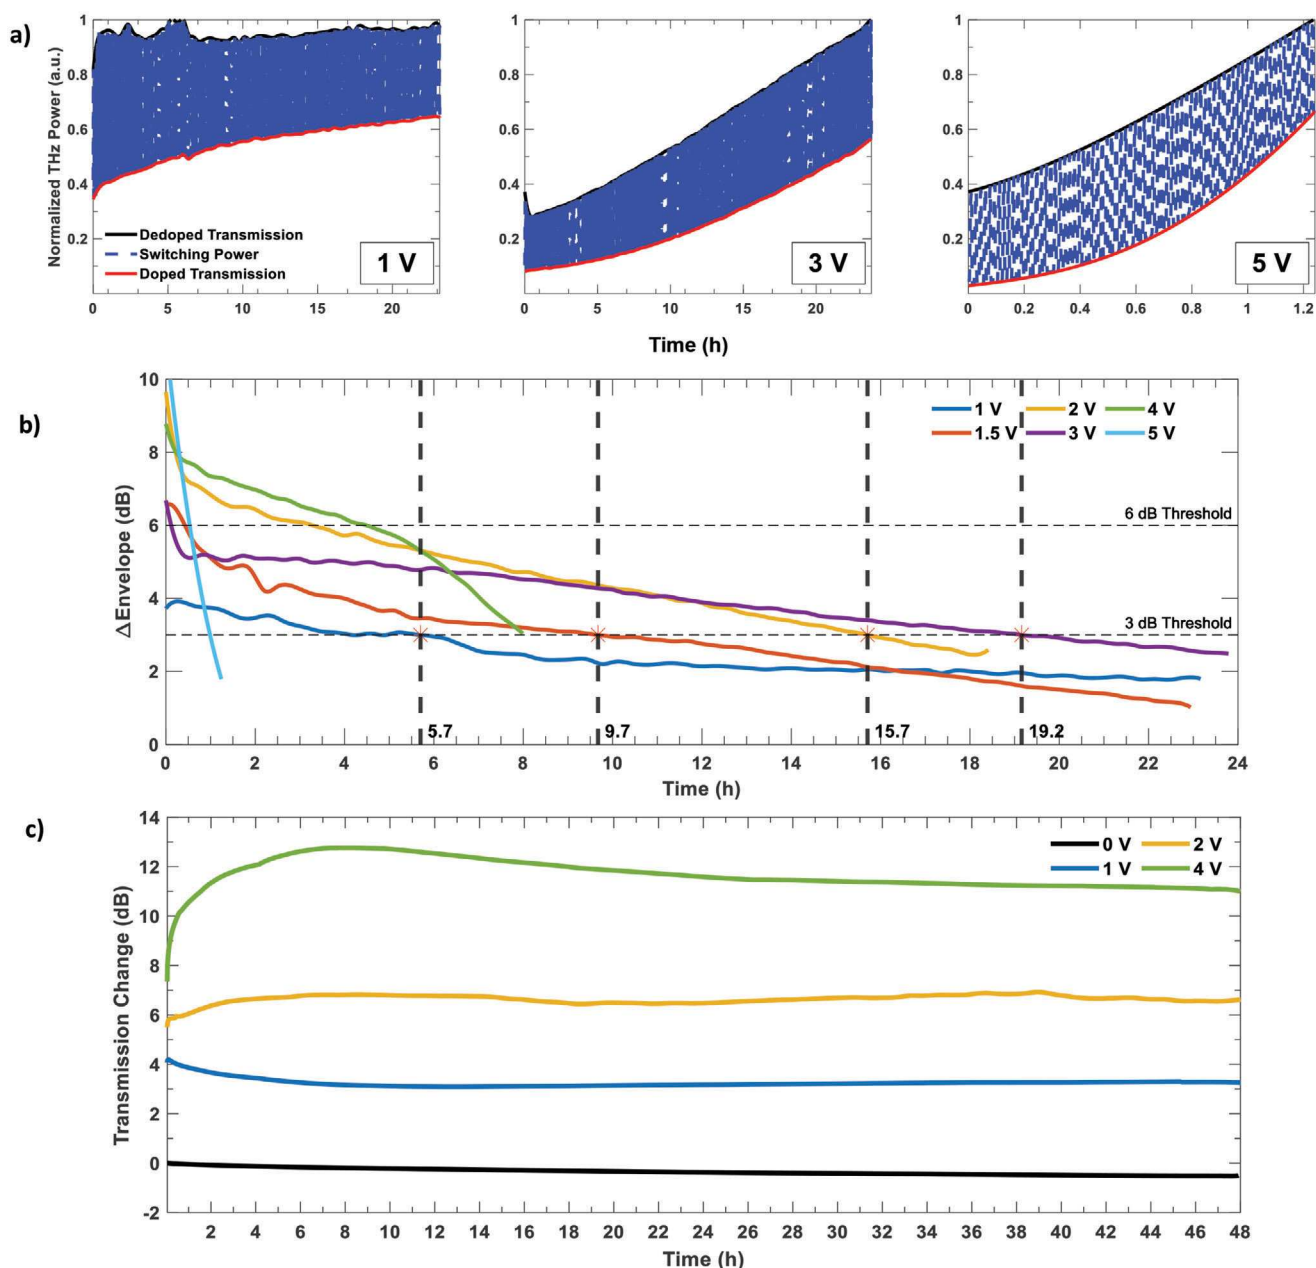 a)
Normalized THz Power (a.u.)
1
0.8
0.6
0.4
0.2
Dedoped Transmission
Switching Power
Doped Transmission
1 V
0 5 10 15 20
1
0.8
0.6
0.4
0.2
3 V
0 5 10 15 20
1
0.8
0.6
0.4
0.2
5 V
0 0.2 0.4 0.6 0.8 1 1.2
Time (h)
b)
ΔEnvelope (dB)
10
8
6
4
2
0
1 V 2 V 4 V
1.5 V 3 V 5 V
6 dB Threshold
3 dB Threshold
5.7 9.7 15.7 19.2
0 2 4 6 8 10 12 14 16 18 20 22 24
Time (h)
c)
Transmission Change (dB)
14
12
10
8
6
4
2
0
-2
0 V 2 V
1 V 4 V
2 4 6 8 10 12 14 16 18 20 22 24 26 28 30 32 34 36 38 40 42 44 46 48
Time (h)